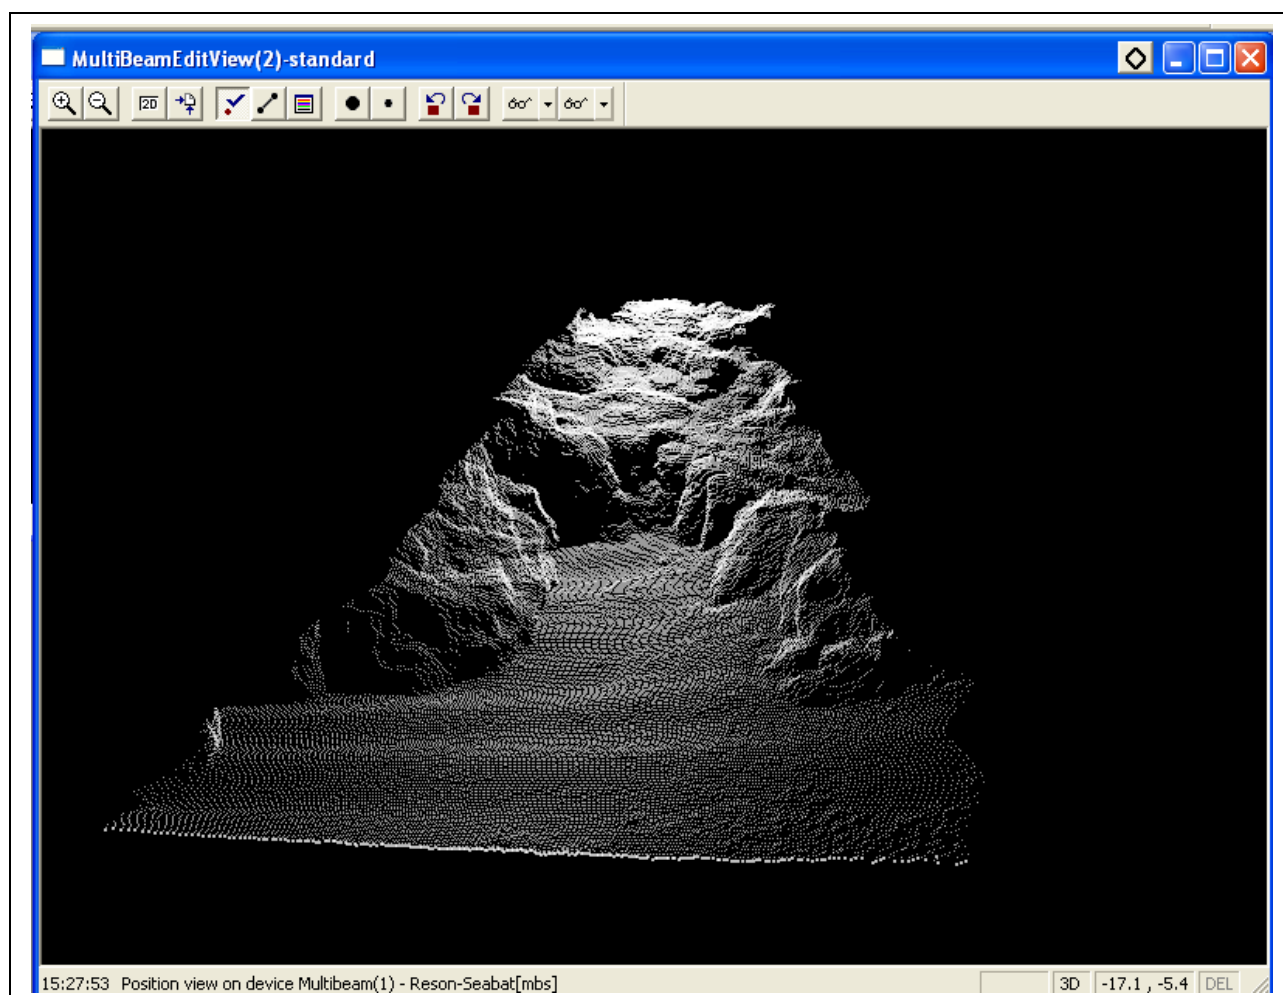 MultiBeamEditView(2)-standard
2D
15:27:53 Position view on device Multibeam(1) - Reson-Seabat[mbs]
3D
-17.1 , -5.4
DEL